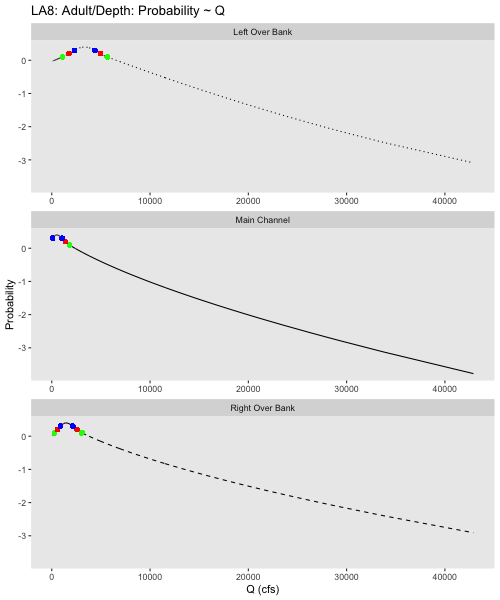 LA8: Adult/Depth: Probability ~ Q
Left Over Bank
0
-1
-2
-3
0 10000 20000 30000 40000
Main Channel
0
-1
-2
-3
0 10000 20000 30000 40000
Probability
Right Over Bank
0
-1
-2
-3
0 10000 20000 30000 40000
Q (cfs)